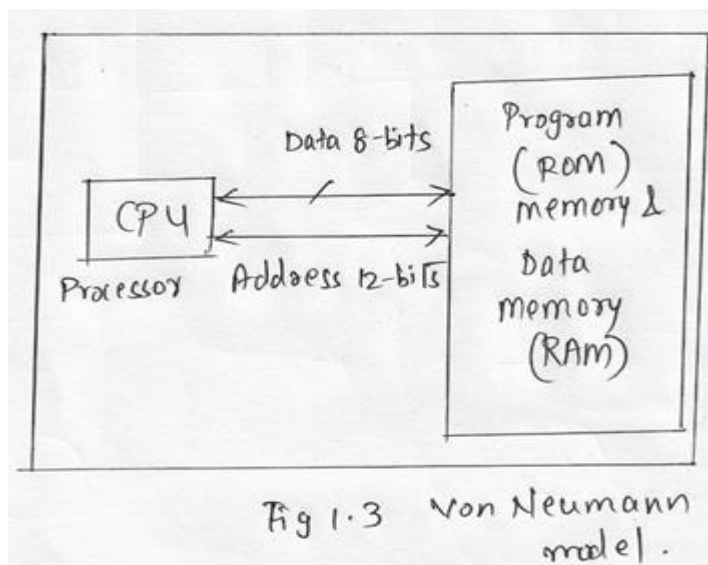 Data 8-bits
CPU
Processor
Address 12-bits
Program
(ROM)
memory &
Data
memory
(RAM)
Fig 1.3 Von Neumann
model.